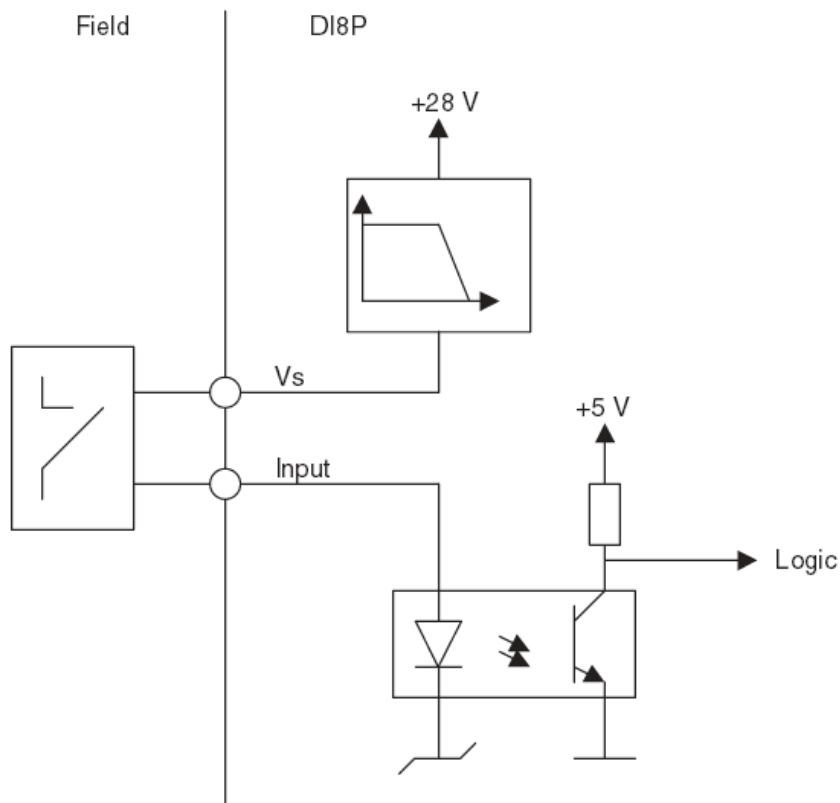 Field
DI8P
+28 V
Vs
+5 V
Input
Logic